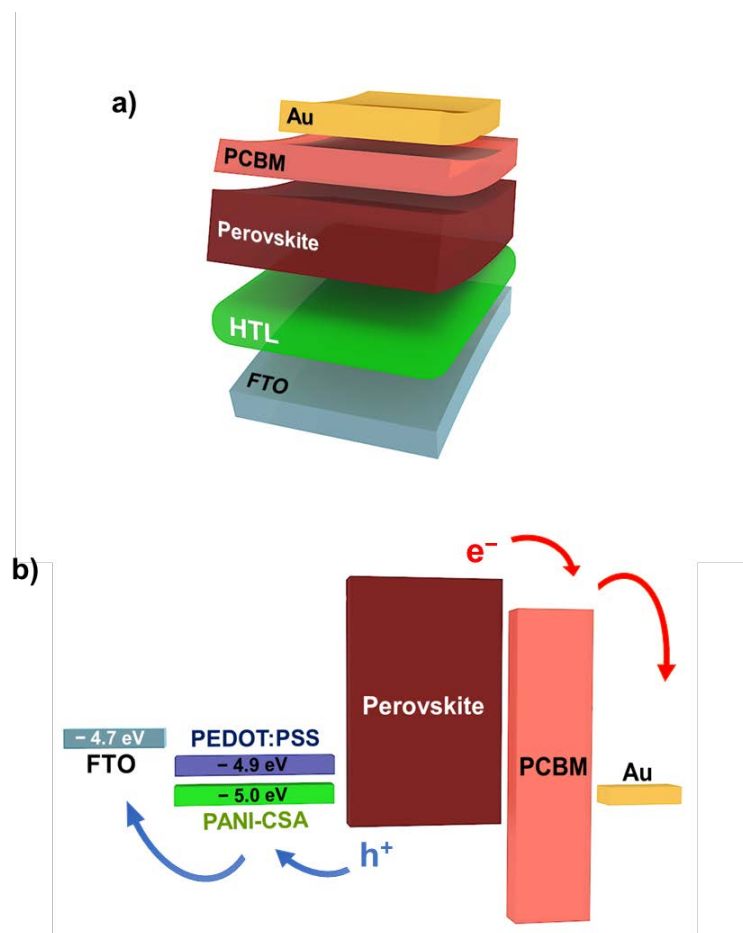 a)
Au
PCBM
Perovskite
HTL
FTO
b)
e⁻
Perovskite
− 4.7 eV
PEDOT:PSS
FTO
− 4.9 eV
PCBM
Au
− 5.0 eV
PANI-CSA
h⁺